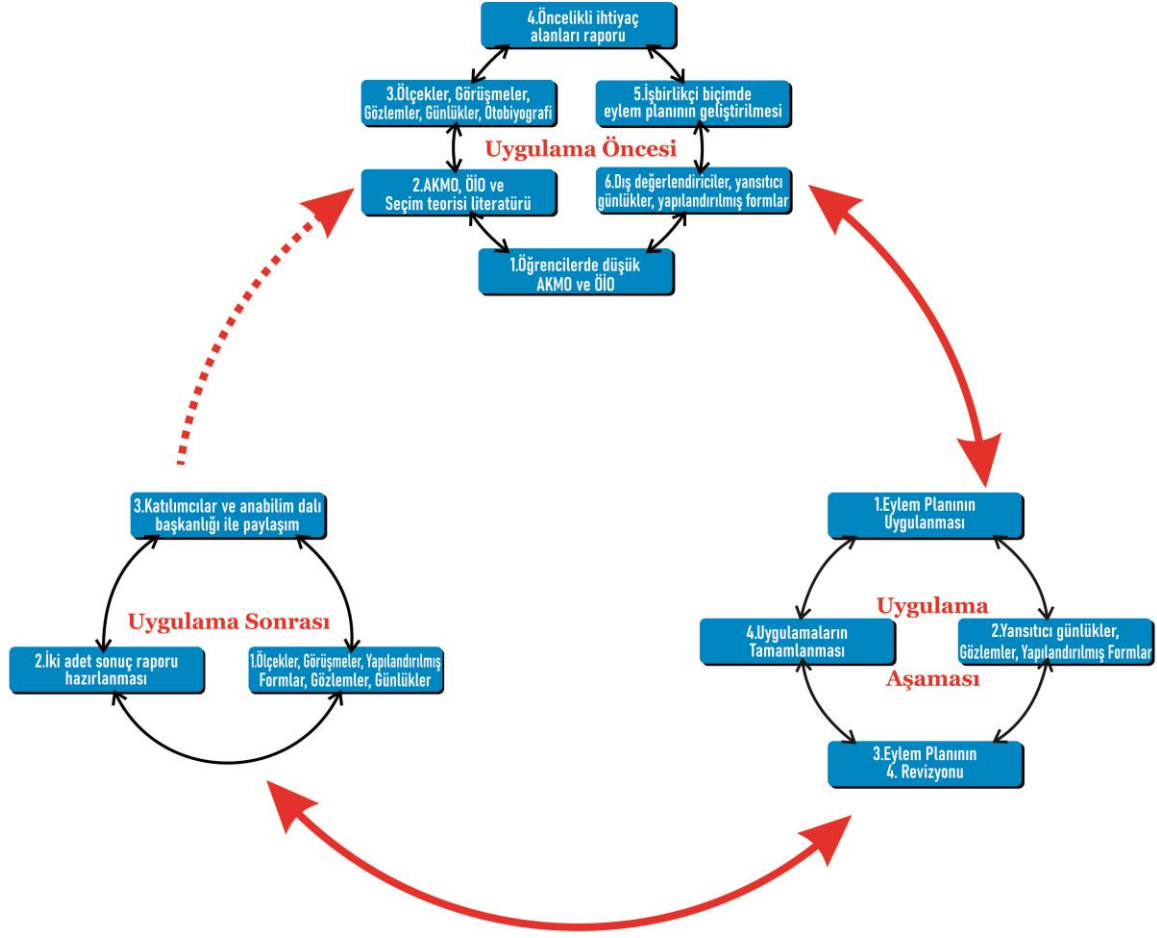 4.Öncelikli ihtiyaç
alanları raporu
3.Ölçekler, Görüşmeler,
Gözlemler, Günlükler, Otobiyografi
5.İşbirlikçi biçimde
eylem planının geliştirilmesi
Uygulama Öncesi
2.AKMO, ÖİO ve
Seçim teorisi literatürü
6.Dış değerlendiriciler, yansıtıcı
günlükler, yapılandırılmış formlar
1.Öğrencilerde düşük
AKMO ve ÖİO
3.Katılımcılar ve anabilim dalı
başkanlığı ile paylaşım
Uygulama Sonrası
2.İki adet sonuç raporu
hazırlanması
1.Ölçekler, Görüşmeler, Yapılandırılmış
Formlar, Gözlemler, Günlükler
1.Eylem Planının
Uygulanması
Uygulama
4.Uygulamaların
Tamamlanması
2.Yansıtıcı günlükler,
Gözlemler, Yapılandırılmış Formlar
Aşaması
3.Eylem Planının
4. Revizyonu